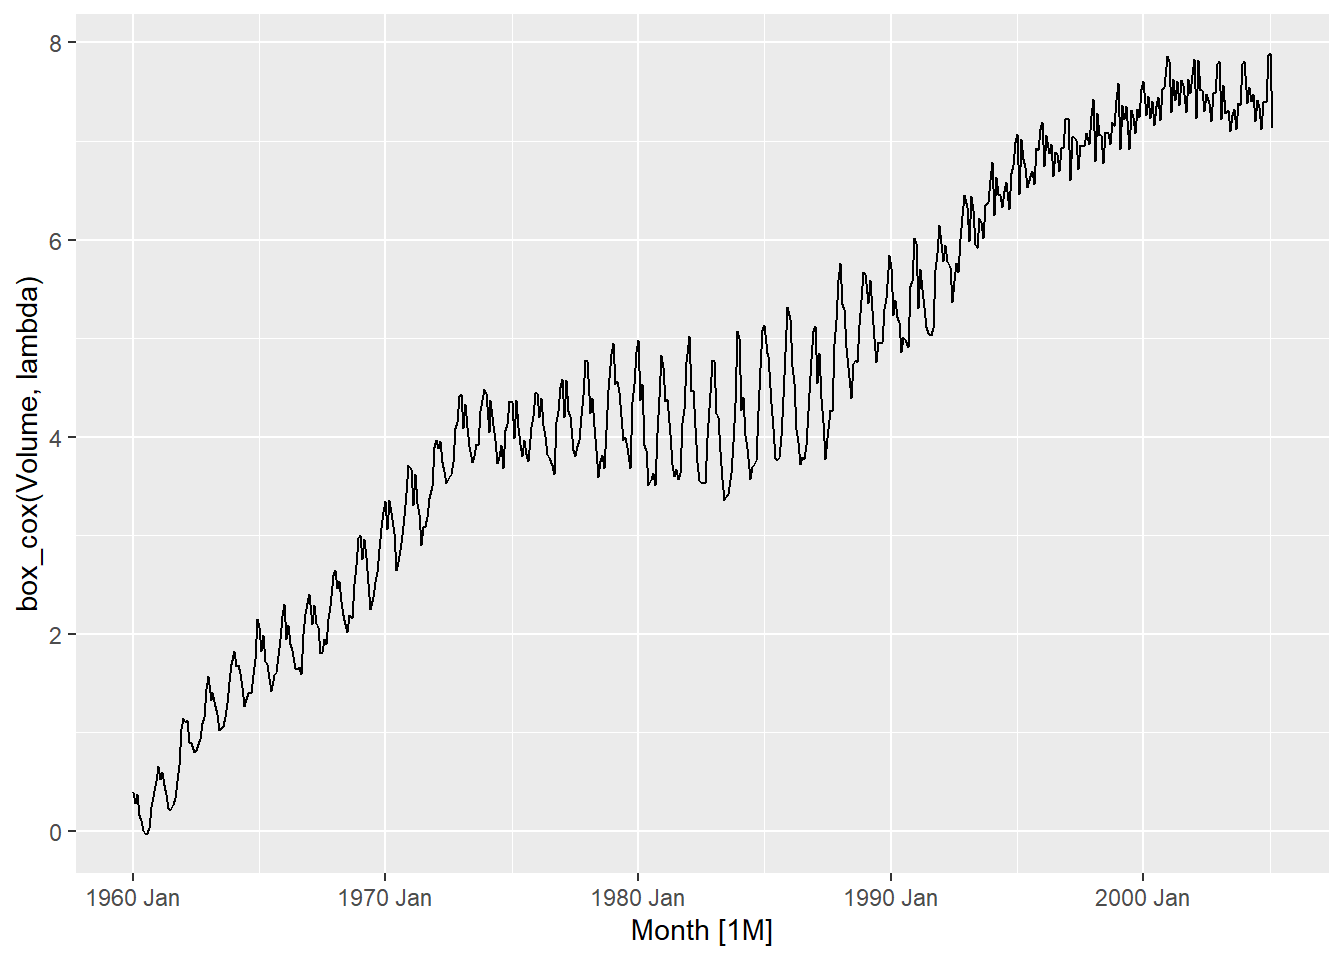 8
6
4
2
0
box_cox(Volume, lambda)
1960 Jan
1970 Jan
1980 Jan
1990 Jan
2000 Jan
Month [1M]